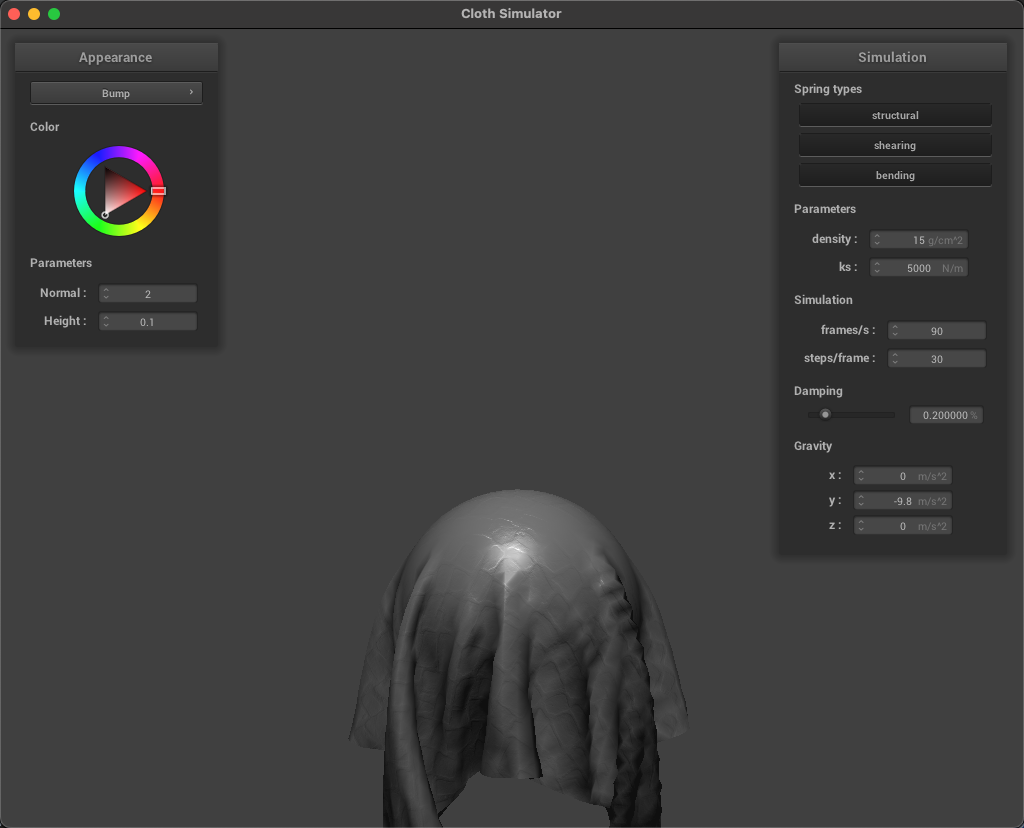 Cloth Simulator
Appearance
Bump
Color
Parameters
Normal : 2
Height : 0.1
Simulation
Spring types
structural
shearing
bending
Parameters
density : 15 g/cm^2
ks : 5000 N/m
Simulation
frames/s : 90
steps/frame : 30
Damping
0.200000 %
Gravity
x : 0 m/s^2
y : -9.8 m/s^2
z : 0 m/s^2